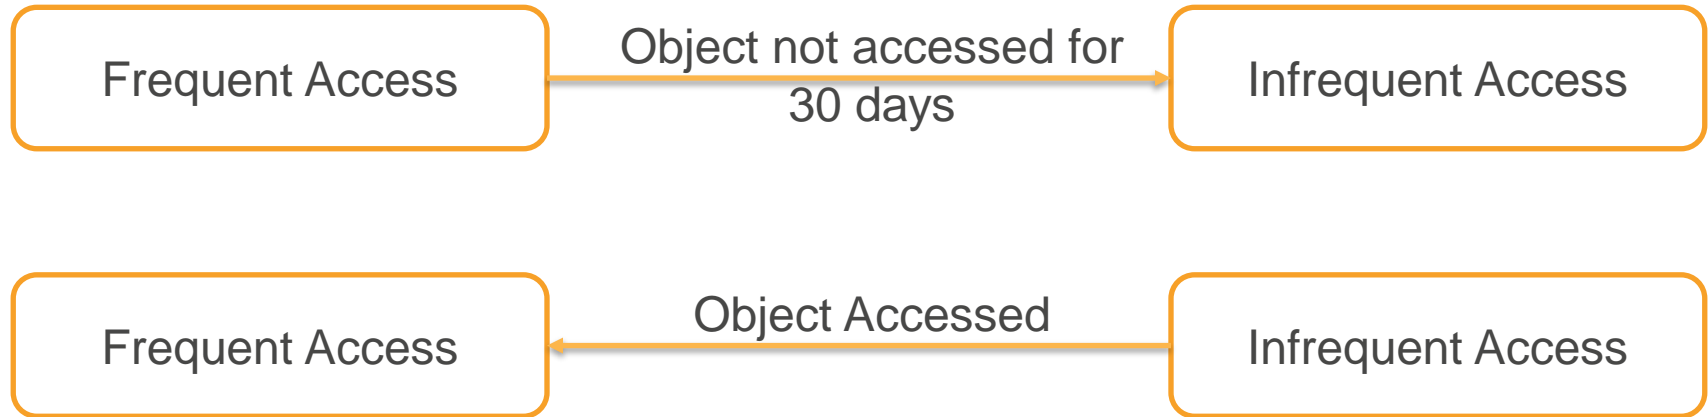 Frequent Access
Object not accessed for
30 days
Infrequent Access
Frequent Access
Object Accessed
Infrequent Access